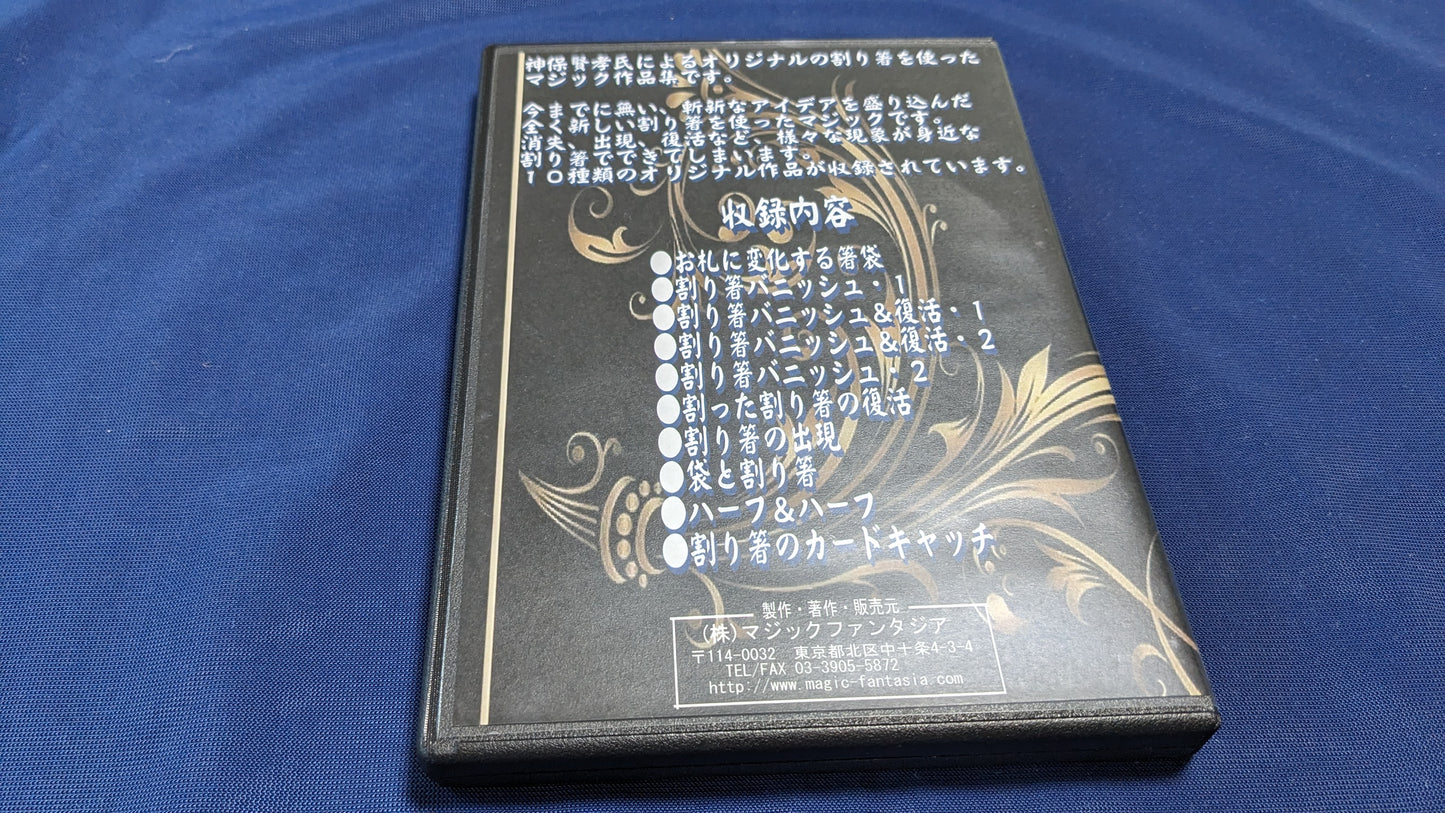 神保賢孝氏によるオリジナルの割り箸を使った
マジック作品集です。
今までに無い、斬新なアイデアを盛り込んだ
全く新しい割り箸を使ったマジックです。
消失、出現、復活など、様々な現象が身近な
割り箸でできてしまいます。
10種類のオリジナル作品が収録されています。
収録内容
●お札に変化する箸袋
●割り箸バニッシュ・1
●割り箸バニッシュ&復活・1
●割り箸バニッシュ&復活・2
●割り箸バニッシュ・2
●割った割り箸の復活
●割り箸の出現
●袋と割り箸
●ハーフ&ハーフ
●割り箸のカードキャッチ
製作・著作・販売元
(株)マジックファンタジア
〒114-0032 東京都北区中十条4-3-4
TEL/FAX 03-3905-5872
http://www.magic-fantasia.com